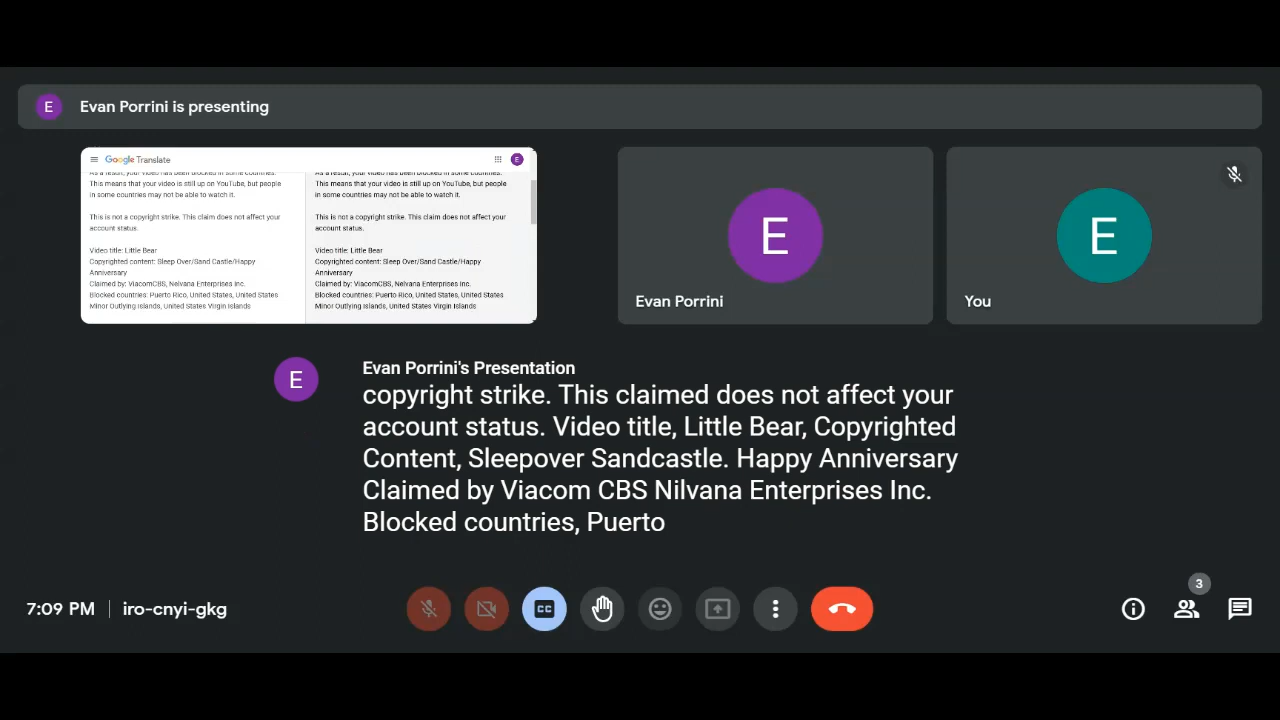 E Evan Porrini is presenting
Google Translate
E
As a result, your video has been blocked in some countries.
This means that your video is still up on YouTube, but people
in some countries may not be able to watch it.
This is not a copyright strike. This claim does not affect your
account status.
Video title: Little Bear
Copyrighted content: Sleep Over/Sand Castle/Happy
Anniversary
Claimed by: ViacomCBS, Nelvana Enterprises Inc.
Blocked countries: Puerto Rico, United States, United States
Minor Outlying Islands, United States Virgin Islands
As a result, your video has been blocked in some countries.
This means that your video is still up on YouTube, but people
in some countries may not be able to watch it.
This is not a copyright strike. This claim does not affect your
account status.
Video title: Little Bear
Copyrighted content: Sleep Over/Sand Castle/Happy
Anniversary
Claimed by: ViacomCBS, Nelvana Enterprises Inc.
Blocked countries: Puerto Rico, United States, United States
Minor Outlying Islands, United States Virgin Islands
E
Evan Porrini
E
You
E
Evan Porrini's Presentation
copyright strike. This claimed does not affect your
account status. Video title, Little Bear, Copyrighted
Content, Sleepover Sandcastle. Happy Anniversary
Claimed by Viacom CBS Nilvana Enterprises Inc.
Blocked countries, Puerto
7:09 PM | iro-cnyi-gkg
CC
3